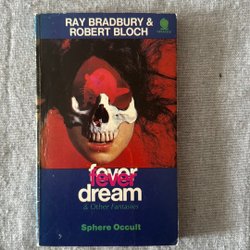 RAY BRADBURY &
ROBERT BLOCH
fever
dream
& Other Fantasies
Sphere Occult